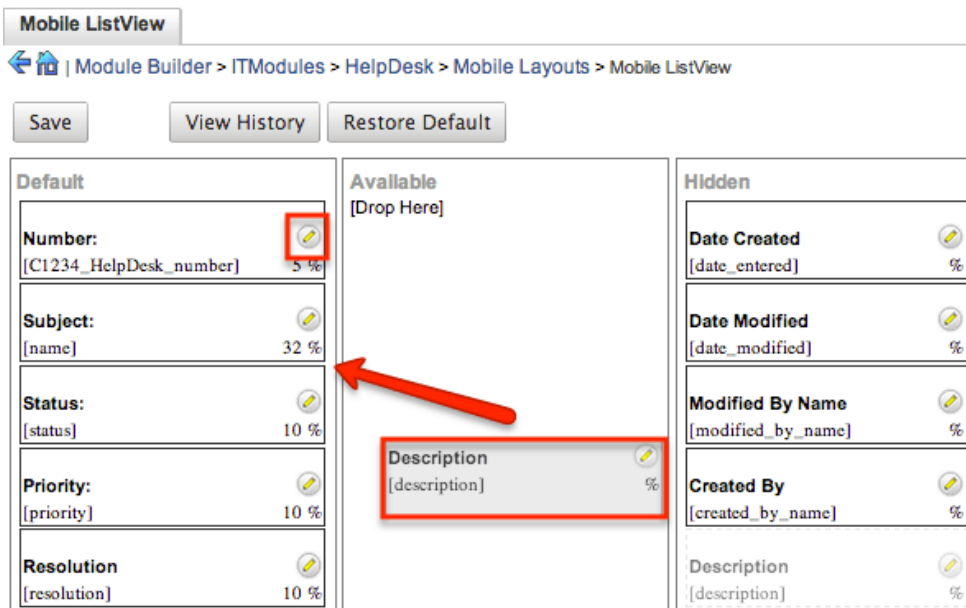 Mobile ListView
| Module Builder > ITModules > HelpDesk > Mobile Layouts > Mobile ListView
Save View History Restore Default
Default
Number:
[C1234_HelpDesk_number] 5 %
Subject:
[name] 32 %
Status:
[status] 10 %
Priority:
[priority] 10 %
Resolution
[resolution] 10 %
Available
[Drop Here]
Description
[description] %
Hidden
Date Created
[date_entered] %
Date Modified
[date_modified] %
Modified By Name
[modified_by_name] %
Created By
[created_by_name] %
Description
[description] %